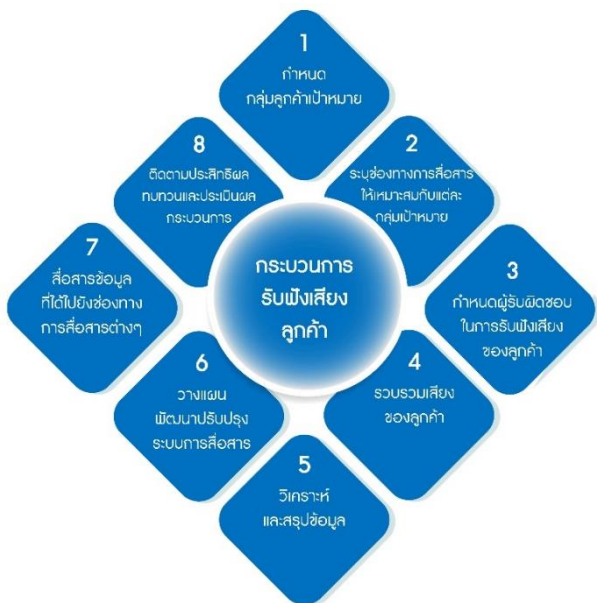 1
กำหนด
กลุ่มลูกค้าเป้าหมาย
2
ระบุช่องทางการสื่อสาร
ให้เหมาะสมกับแต่ละ
กลุ่มเป้าหมาย
3
กำหนดผู้รับผิดชอบ
ในการรับฟังเสียง
ของลูกค้า
4
รวบรวมเสียง
ของลูกค้า
5
วิเคราะห์
และสรุปข้อมูล
6
วางแผน
พัฒนาปรับปรุง
ระบบการสื่อสาร
7
สื่อสารข้อมูล
ที่ได้ไปยังช่องทาง
การสื่อสารต่างๆ
8
ติดตามประสิทธิผล
ทบทวนและประเมินผล
กระบวนการ
กระบวนการ
รับฟังเสียง
ลูกค้า